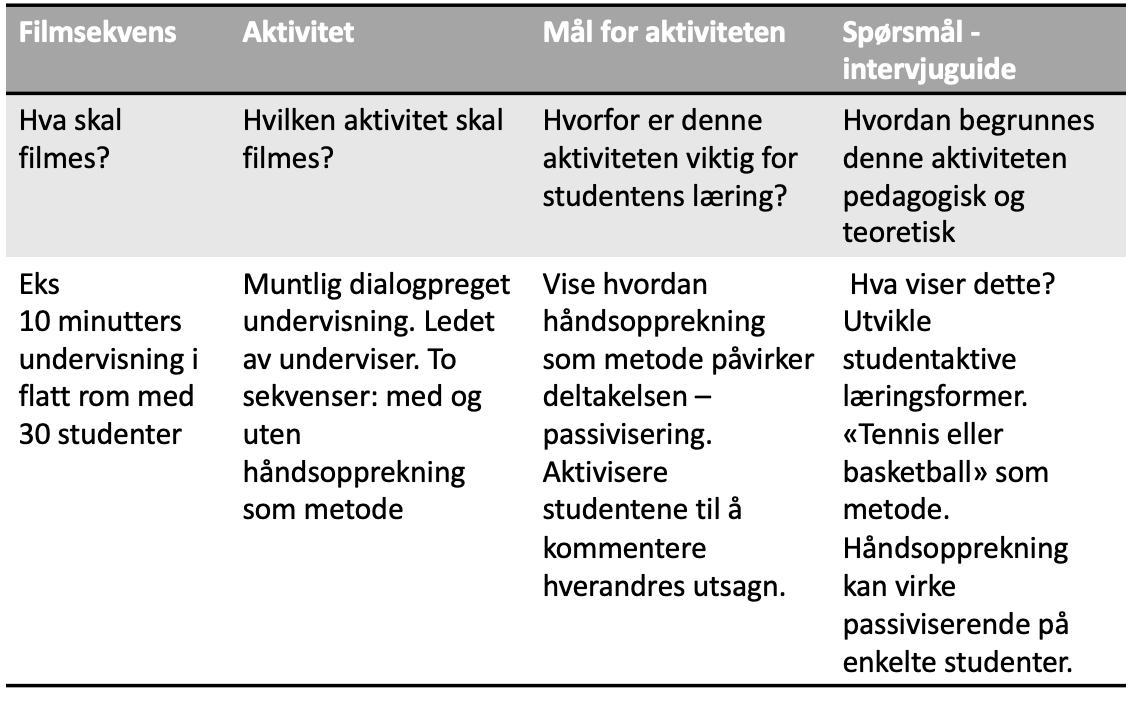 Filmsekvens
Aktivitet
Mål for aktiviteten
Spørsmål -
intervjuguide
Hva skal
filmes?
Hvilken aktivitet skal
filmes?
Hvorfor er denne
aktiviteten viktig for
studentens læring?
Hvordan begrunnes
denne aktiviteten
pedagogisk og
teoretisk
Eks
10 minutters
undervisning i
flatt rom med
30 studenter
Muntlig dialogpreget
undervisning. Ledet
av underviser. To
sekvenser: med og
uten
håndsopprekning
som metode
Vise hvordan
håndsopprekning
som metode påvirker
deltakelsen –
passivisering.
Aktivisere
studentene til å
kommentere
hverandres utsagn.
Hva viser dette?
Utvikle
studentaktive
læringsformer.
«Tennis eller
basketball» som
metode.
Håndsopprekning
kan virke
passiviserende på
enkelte studenter.